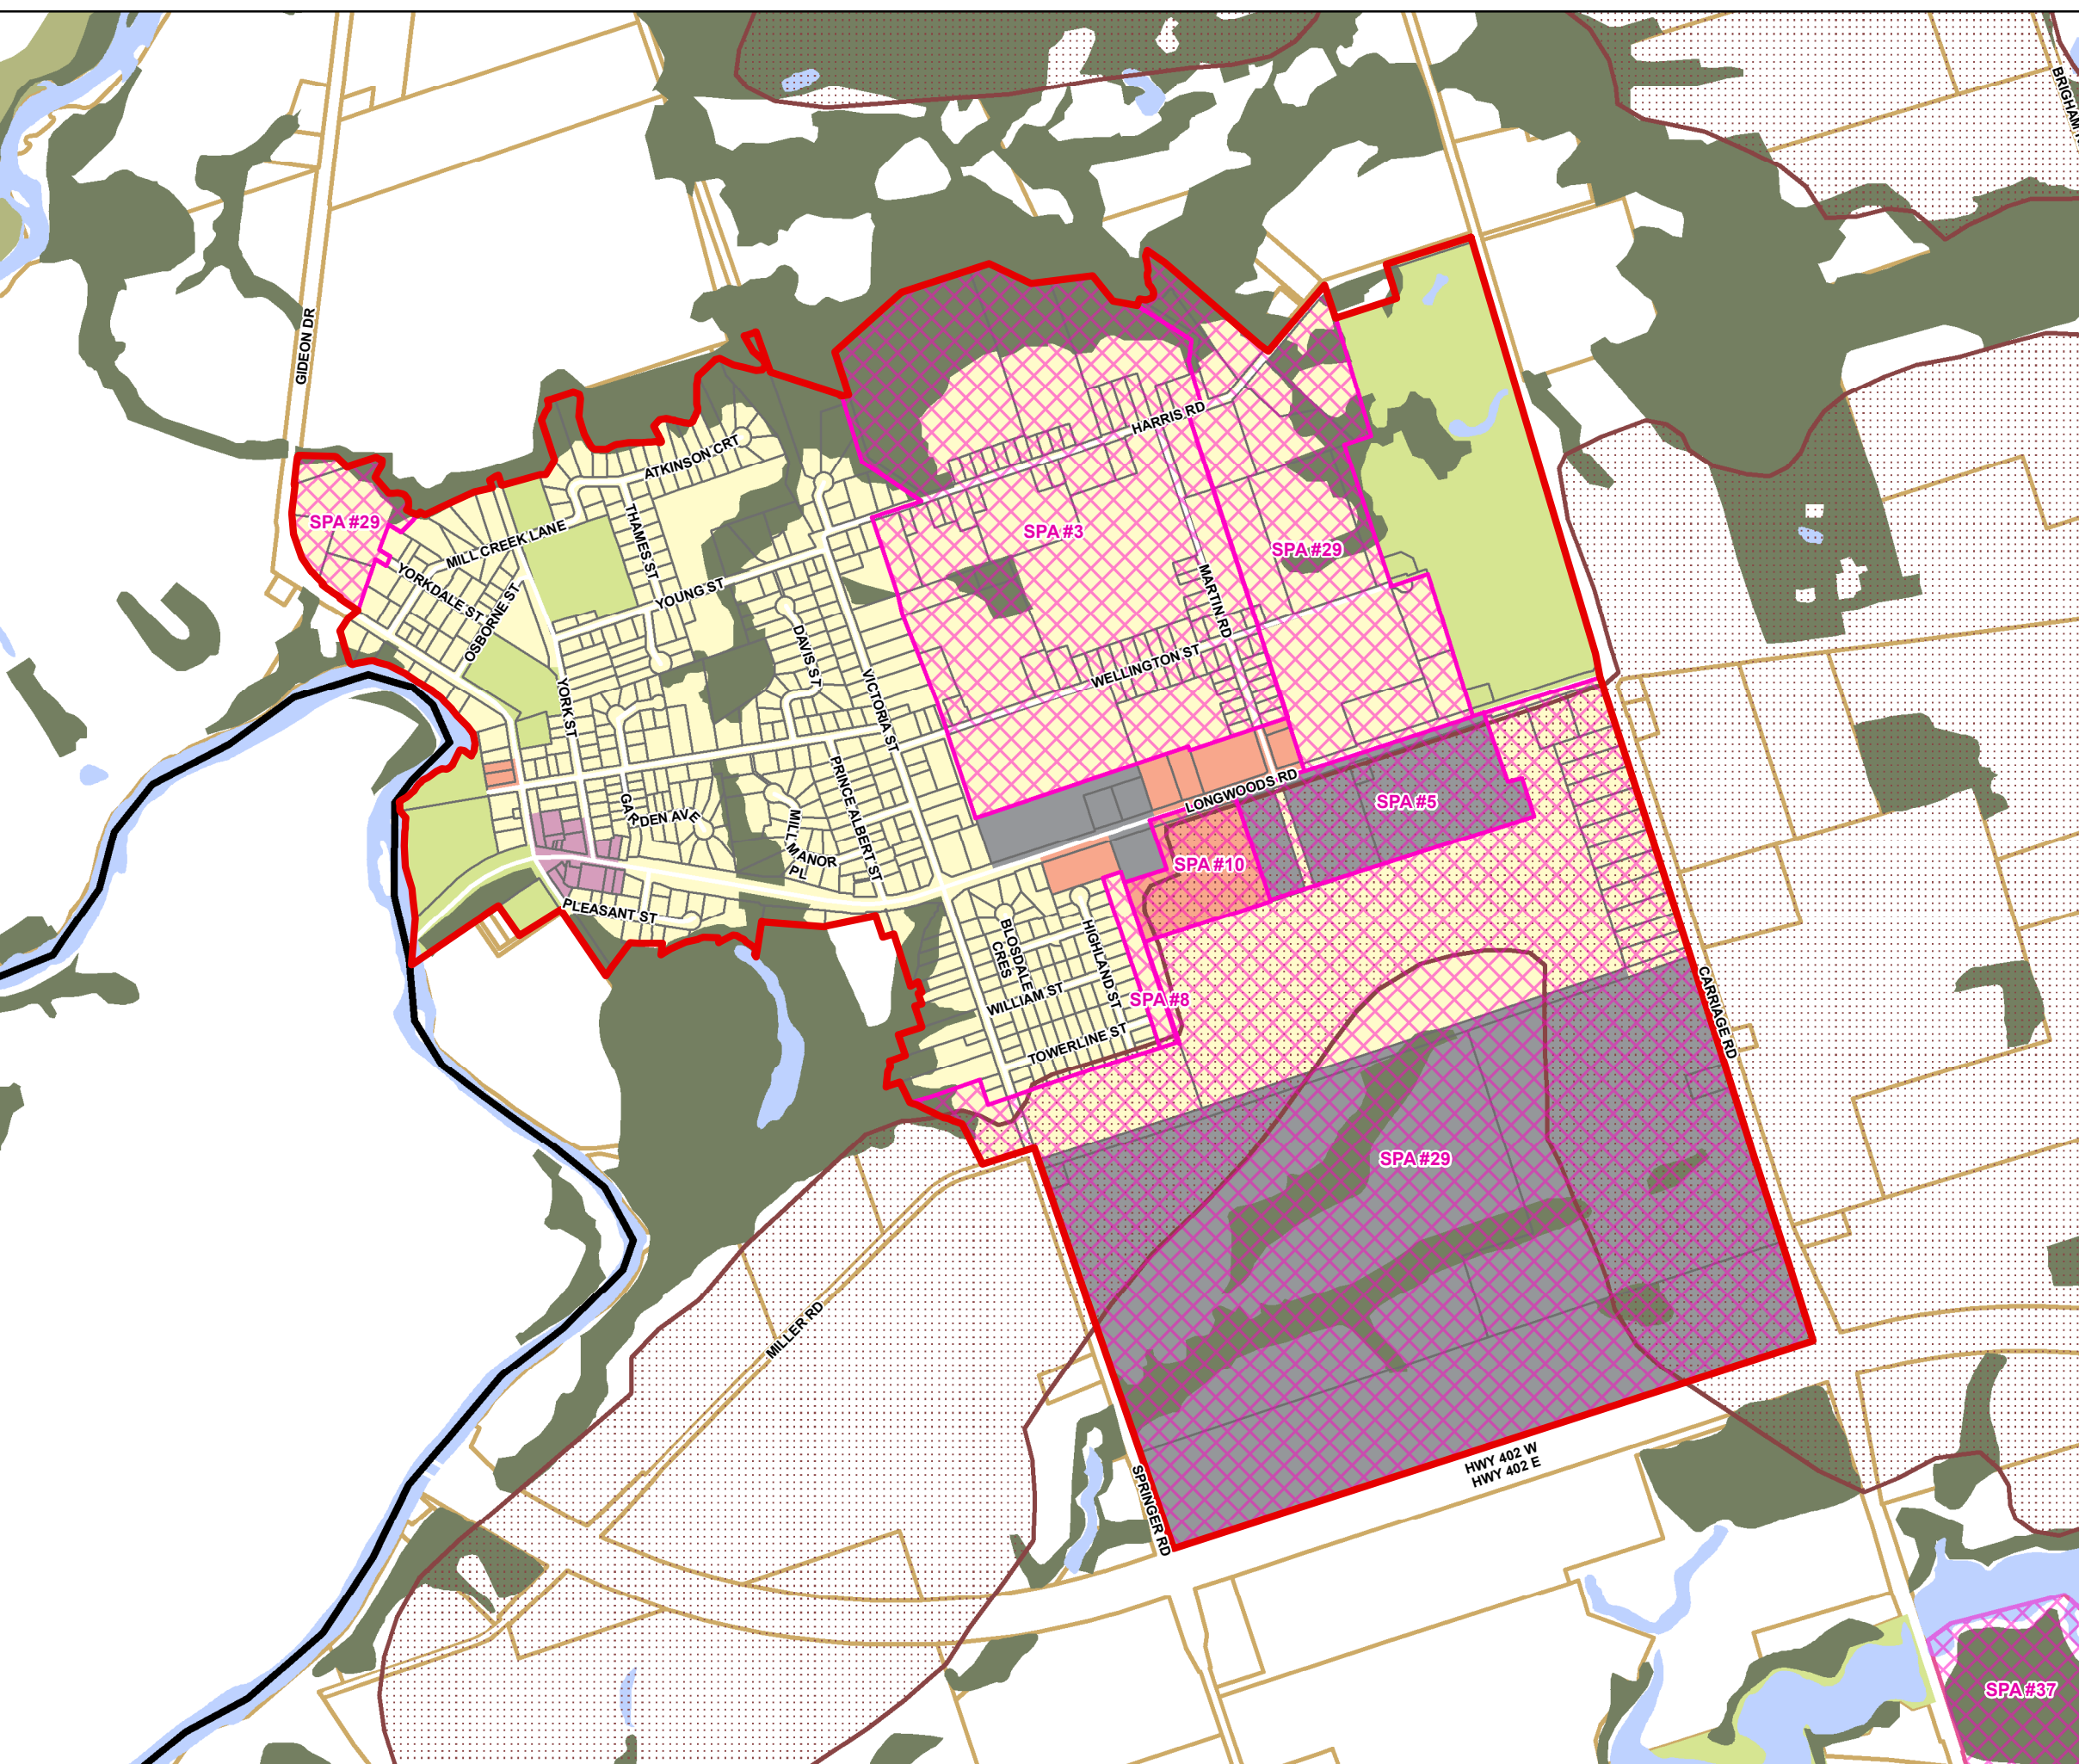 BRIGHAM
GIDEON DR
HARRIS RD
ATKINSON CRT
SPA #29
SPA #3
SPA #29
MILL CREEK LANE
THAMES ST
YORKDALE ST
OSBORNE ST
YOUNG ST
MARTIN RD
DAVIS ST
WELLINGTON ST
YORK ST
VICTORIA ST
LONGWOODS RD
SPA #5
PRINCE ALBERT ST
GARDEN AVE
MILL
MANOR
PL
SPA #10
PLEASANT ST
BLOSDALE
CRES
HIGHLAND ST
WILLIAM ST
SPA #8
TOWERLINE ST
CARRIAGE RD
SPA #29
MILLER RD
HWY 402 W
HWY 402 E
SPRINGER RD
SPA #37